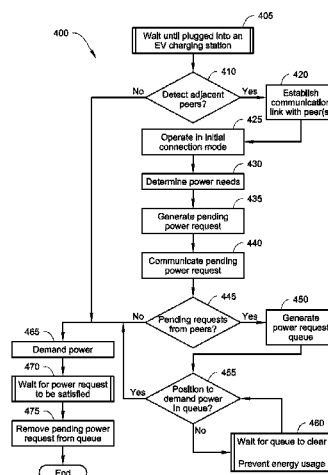 400
405
Wait until plugged into an
EV charging station
410
Detect adjacent
peers?
No
Yes
420
Establish
communication
link with peer(s)
425
Operate in initial
connection mode
430
Determine power needs
435
Generate pending
power request
440
Communicate pending
power request
445
Pending requests
from peers?
No
Yes
450
Generate
power request
queue
455
Position to
demand power
in queue?
Yes
No
460
Wait for queue to clear
Prevent energy usage
465
Demand power
470
Wait for power request
to be satisfied
475
Remove pending power
request from queue
End